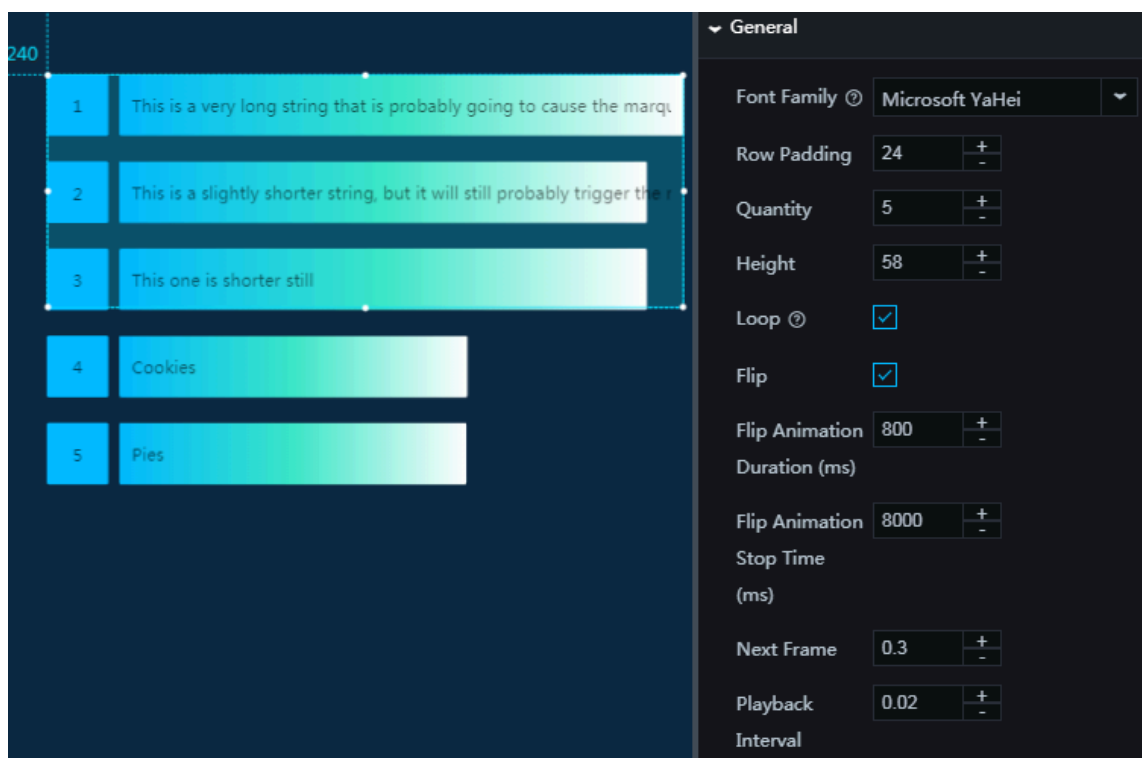 240
1 This is a very long string that is probably going to cause the
2 This is a slightly shorter string, but it will still probably trigger the
3 This one is shorter still
4 Cookies
5 Pies
General
Font Family Microsoft YaHei
Row Padding 24 + -
Quantity 5 + -
Height 58 + -
Loop
Flip
Flip Animation 800 + -
Duration (ms)
Flip Animation 8000 + -
Stop Time
(ms)
Next Frame 0.3 + -
Playback 0.02 + -
Interval